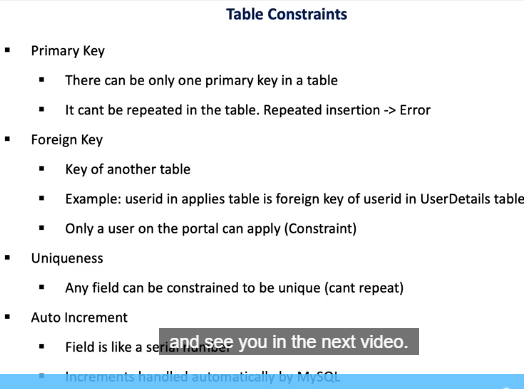 Table Constraints
Primary Key
There can be only one primary key in a table
It cant be repeated in the table. Repeated insertion -> Error
Foreign Key
Key of another table
Example: userid in applies table is foreign key of userid in UserDetails table
Only a user on the portal can apply (Constraint)
Uniqueness
Any field can be constrained to be unique (cant repeat)
Auto Increment
Field is like a serial number
and see you in the next video.
Increments handled automatically by MySQL